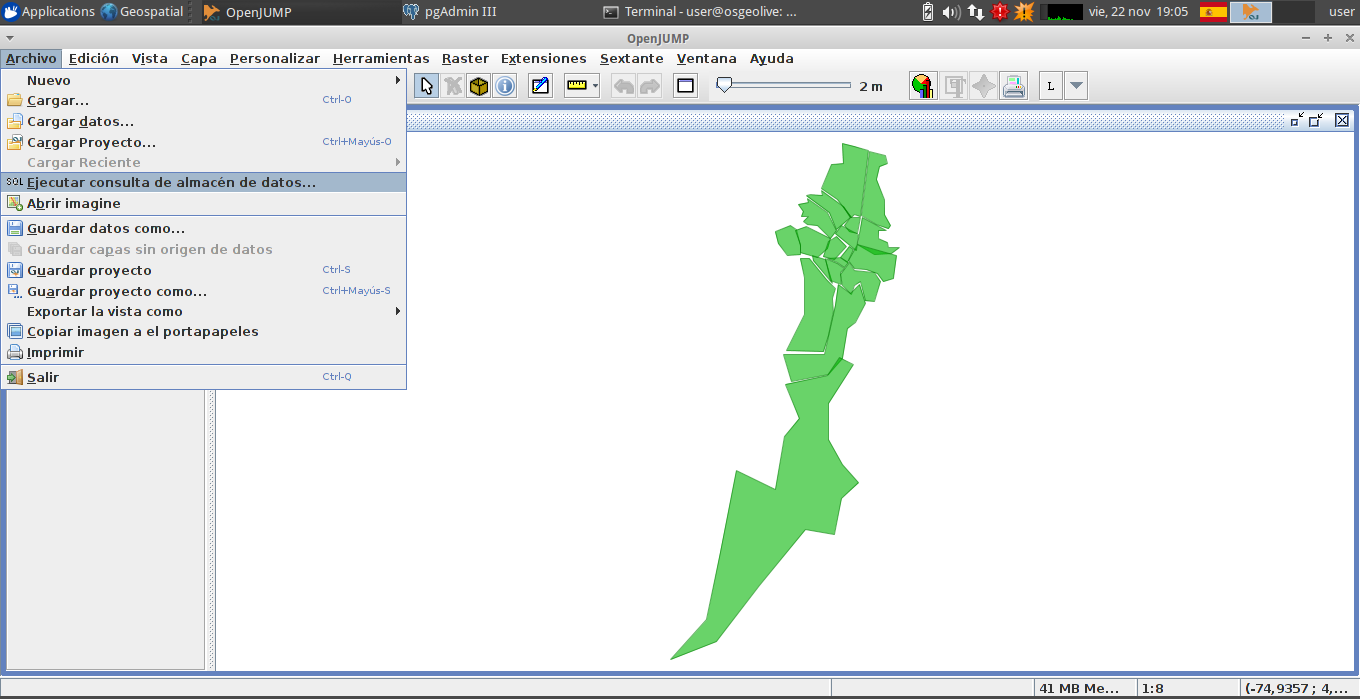 Applications Geospatial OpenJUMP pgAdmin III Terminal - user@osgeolive: ... vie, 22 nov 19:05 user
OpenJUMP
Archivo Edición Vista Capa Personalizar Herramientas Raster Extensiones Sextante Ventana Ayuda
Nuevo
2 m
L
Cargar... Ctrl-O
Cargar datos...
Cargar Proyecto... Ctrl+Mayús-O
Cargar Reciente
SQL Ejecutar consulta de almacén de datos...
Abrir imagine
Guardar datos como...
Guardar capas sin origen de datos
Guardar proyecto Ctrl-S
Guardar proyecto como... Ctrl+Mayús-S
Exportar la vista como
Copiar imagen a el portapapeles
Imprimir
Salir Ctrl-Q
41 MB Me... 1:8 (-74,9357 ; 4,...